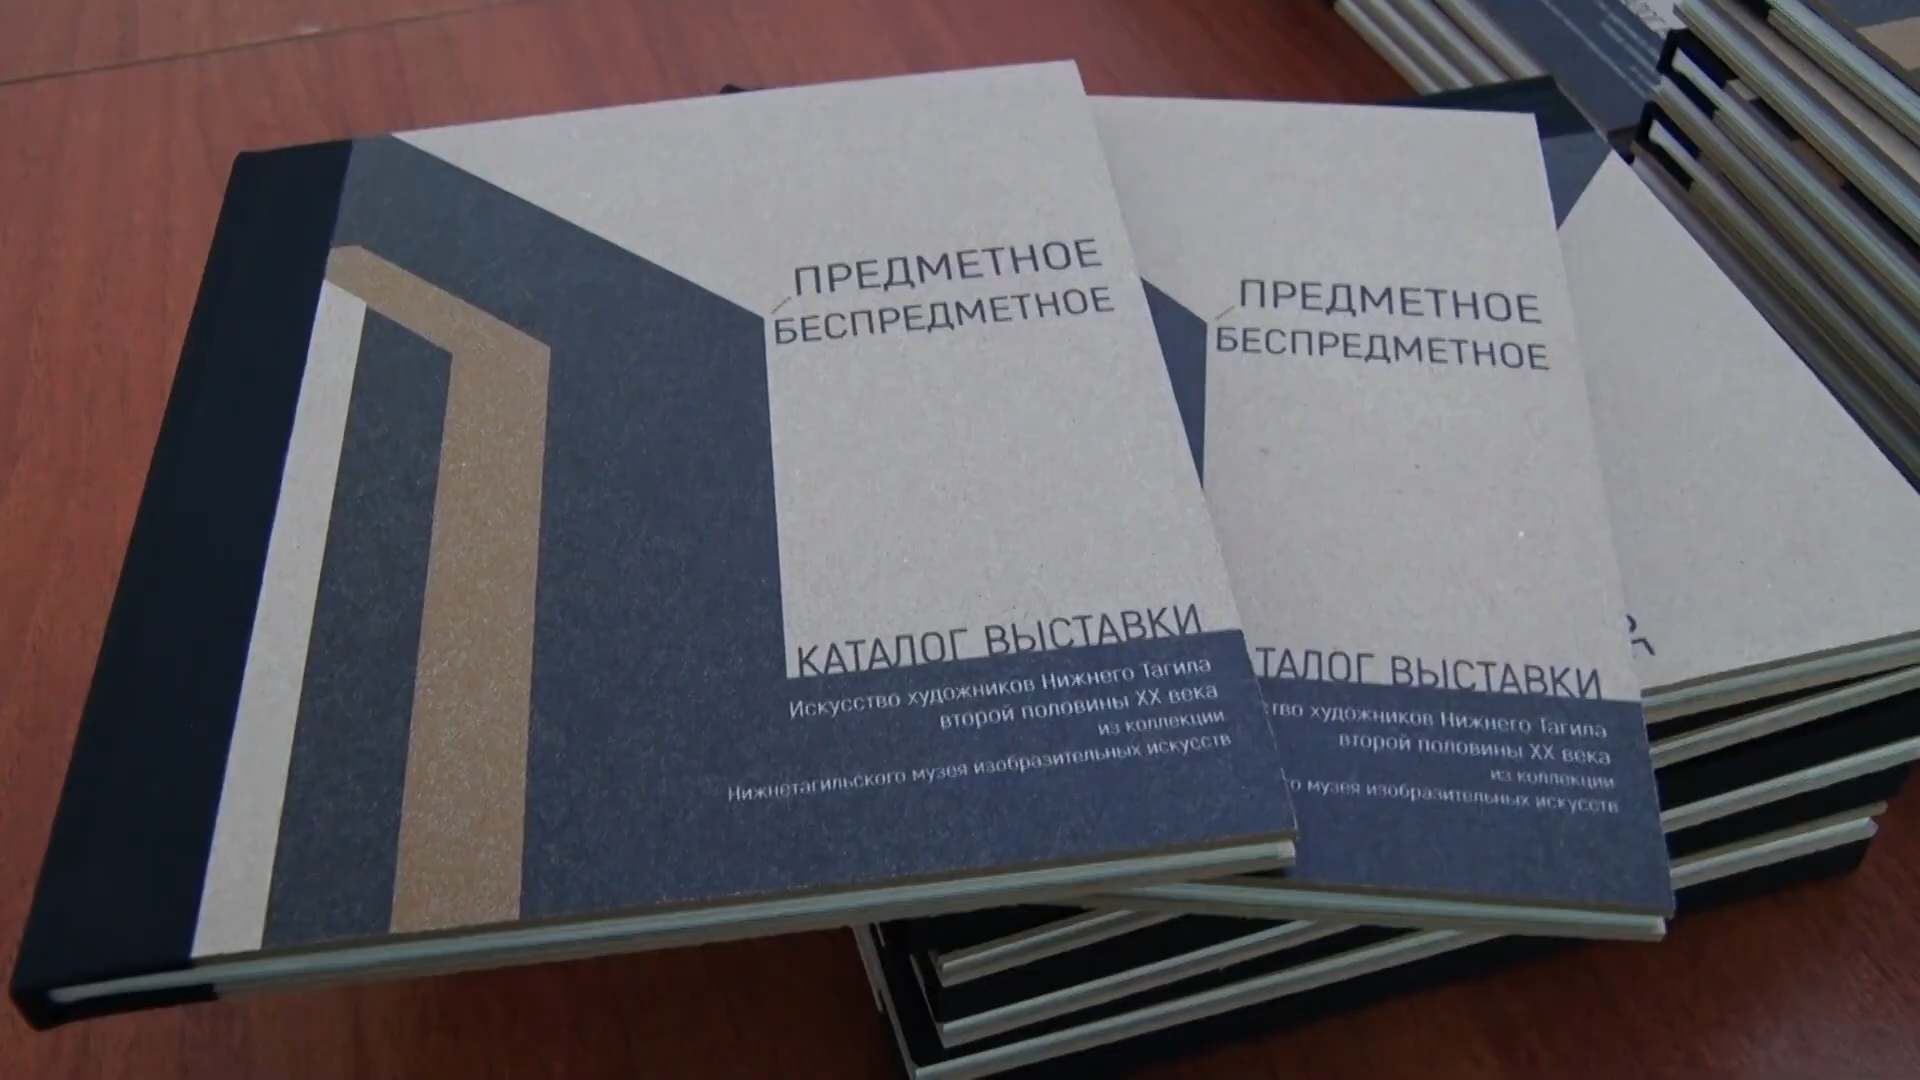 ПРЕДМЕТНОЕ
БЕСПРЕДМЕТНОЕ
КАТАЛОГ ВЫСТАВКИ
Искусство художников Нижнего Тагила
второй половины XX века
из коллекции
Нижнетагильского музея изобразительных искусств
ПРЕДМЕТНОЕ
БЕСПРЕДМЕТНОЕ
ТАЛОГ ВЫСТАВКИ
тво художников Нижнего Тагила
второй половины XX века
из коллекции
о музея изобразительных искусств